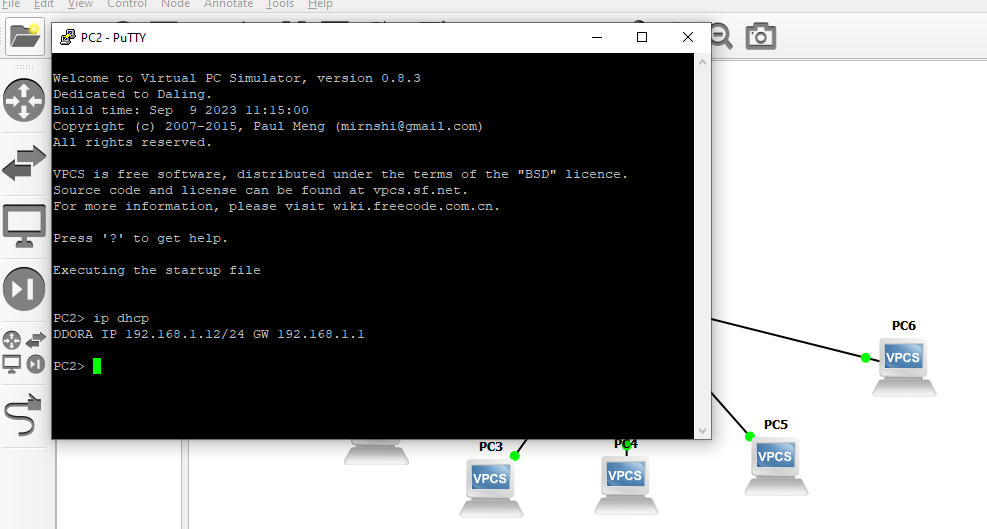 File Edit View Control Node Annotate Tools Help
PC2 - PuTTY
Welcome to Virtual PC Simulator, version 0.8.3
Dedicated to Daling.
Build time: Sep  9 2023 11:15:00
Copyright (c) 2007-2015, Paul Meng (mirnshi@gmail.com)
All rights reserved.
VPCS is free software, distributed under the terms of the "BSD" licence.
Source code and license can be found at vpcs.sf.net.
For more information, please visit wiki.freecode.com.cn.
Press '?' to get help.
Executing the startup file
PC2> ip dhcp
DDORA IP 192.168.1.12/24 GW 192.168.1.1
PC2>
PC6
VPCS
PC5
VPCS
PC3
VPCS
PC4
VPCS